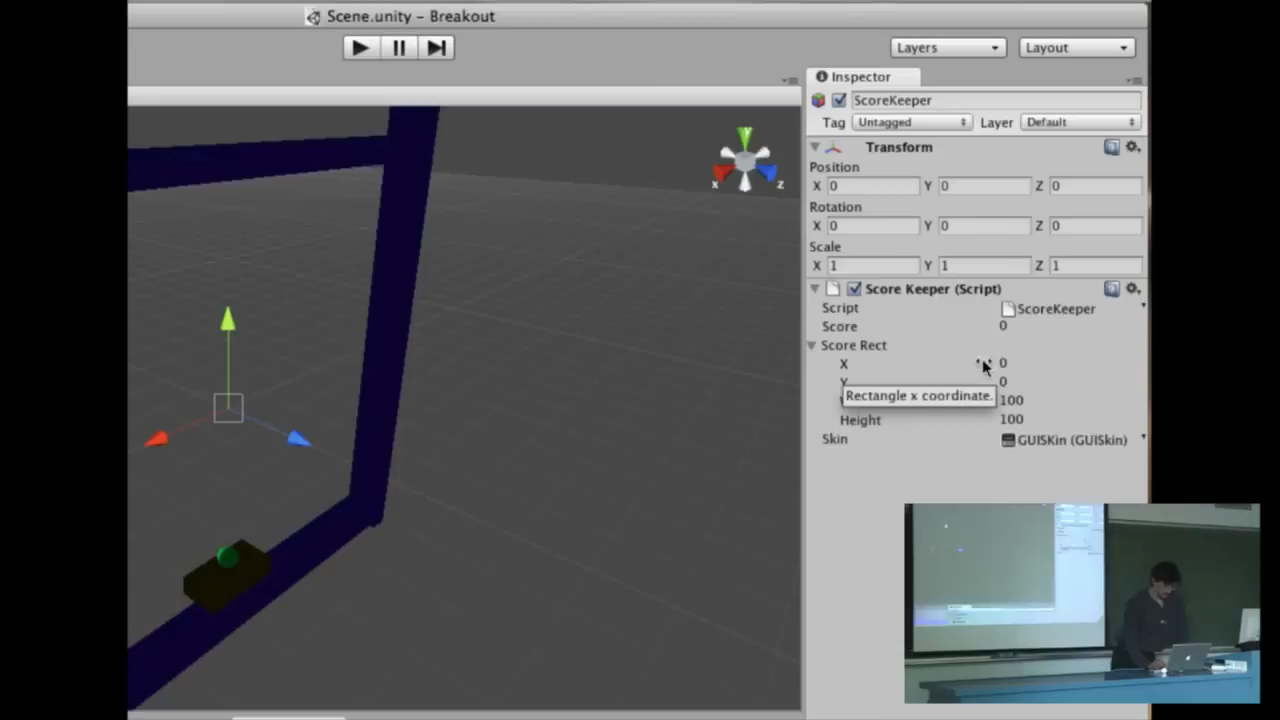 Scene.unity – Breakout
Layers
Layout
Inspector
ScoreKeeper
Tag Untagged Layer Default
Transform
Position
X 0 Y 0 Z 0
Rotation
X 0 Y 0 Z 0
Scale
X 1 Y 1 Z 1
Score Keeper (Script)
Script ScoreKeeper
Score 0
Score Rect
X 0
Y 0
Rectangle x coordinate.
100
Height 100
Skin GUISKin (GUISkin)
y
x
z